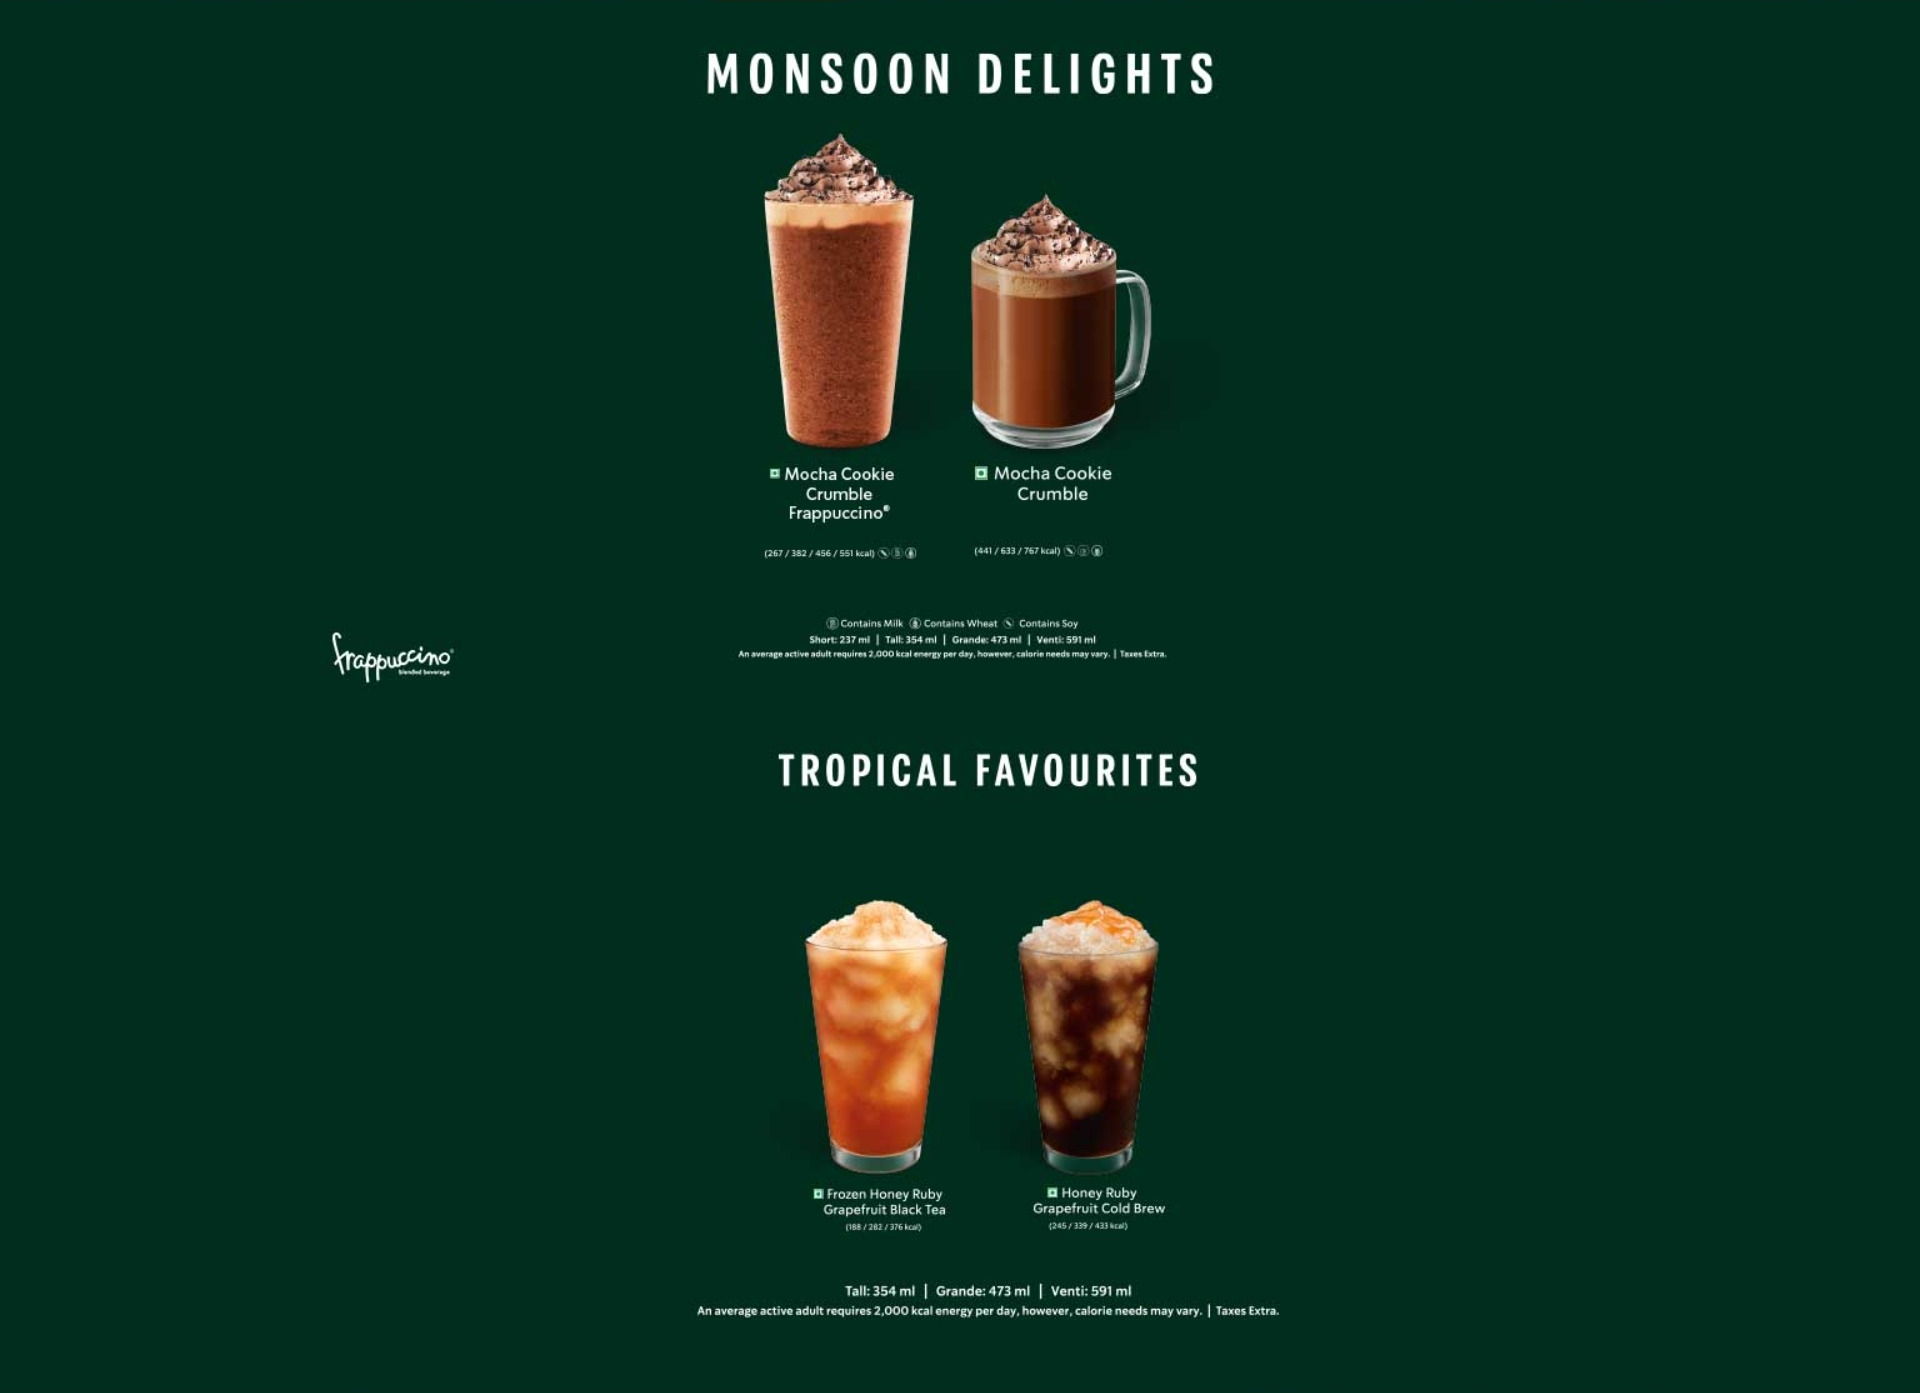 MONSOON DELIGHTS
Mocha Cookie
Crumble
Frappuccino®
(267 / 382 / 456 / 551 kcal)
Mocha Cookie
Crumble
(441 / 633 / 767 kcal)
Contains Milk Contains Wheat Contains Soy
Short: 237 ml | Tall: 354 ml | Grande: 473 ml | Venti: 591 ml
An average active adult requires 2,000 kcal energy per day, however, calorie needs may vary. | Taxes Extra.
frappuccino®
blended beverage
TROPICAL FAVOURITES
Frozen Honey Ruby
Grapefruit Black Tea
(188 / 282 / 376 kcal)
Honey Ruby
Grapefruit Cold Brew
(245 / 339 / 433 kcal)
Tall: 354 ml | Grande: 473 ml | Venti: 591 ml
An average active adult requires 2,000 kcal energy per day, however, calorie needs may vary. | Taxes Extra.